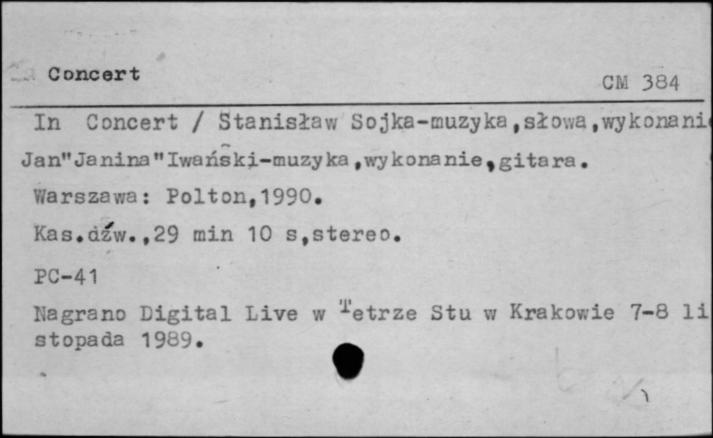 Concert
CM 384
In Concert / Stanisław Sojka-muzyka,słowa,wykonani
Jan"Janina"Iwański-muzyka,wykonanie,gitara.
Warszawa: Polton,1990.
Kas.dźw.,29 min 10 s,stereo.
PC-41
Nagrano Digital Live w Tetrze Stu w Krakowie 7-8 li
stopada 1989.